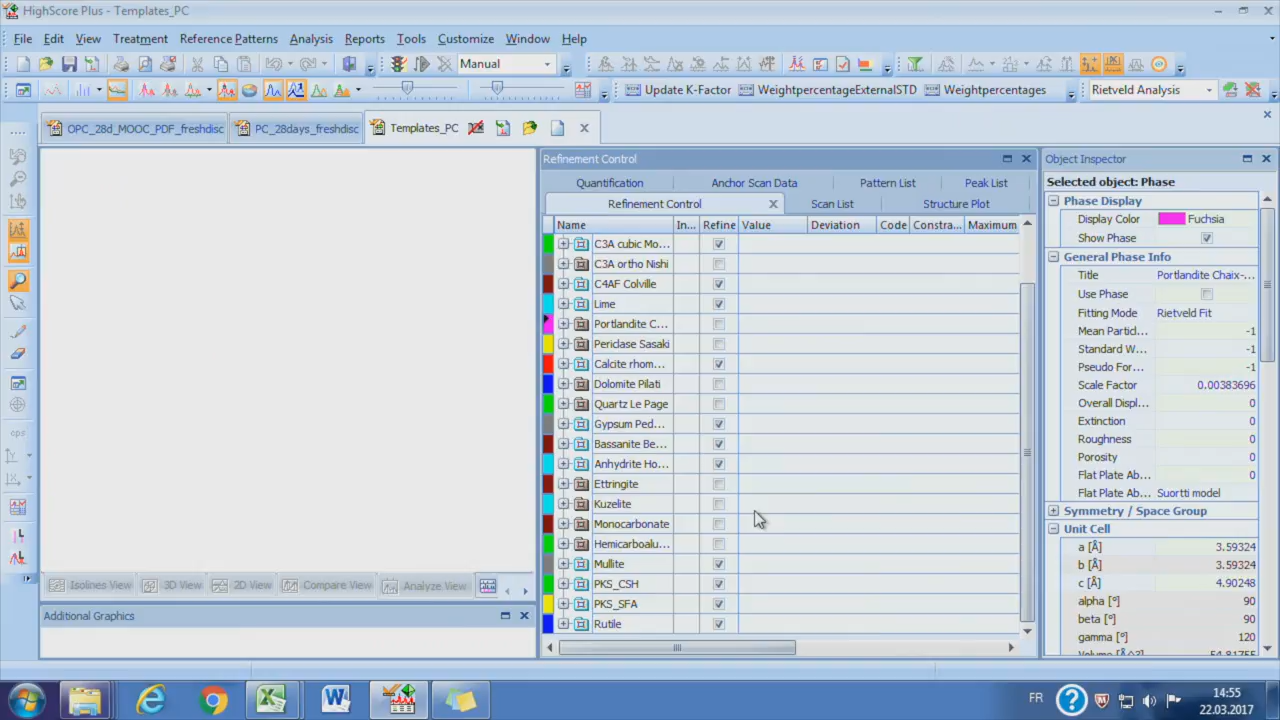 HighScore Plus - Templates_PC
File Edit View Treatment Reference Patterns Analysis Reports Tools Customize Window Help
Manual
Update K-Factor WeightpercentageExternalSTD Weightpercentages Rietveld Analysis
OPC_28d_MOOC_PDF_freshdisc PC_28days_freshdisc Templates_PC
Refinement Control
Quantification Anchor Scan Data Pattern List Peak List
Refinement Control Scan List Structure Plot
Name In... Refine Value Deviation Code Constra... Maximum
C3A cubic Mo...
C3A ortho Nishi
C4AF Colville
Lime
Portlandite C...
Periclase Sasaki
Calcite rhom...
Dolomite Pilati
Quartz Le Page
Gypsum Ped...
Bassanite Be...
Anhydrite Ho...
Ettringite
Kuzelite
Monocarbonate
Hemicarboalu...
Mullite
PKS_CSH
PKS_SFA
Rutile
Object Inspector
Selected object: Phase
Phase Display
Display Color Fuchsia
Show Phase
General Phase Info
Title Portlandite Chaix-...
Use Phase
Fitting Mode Rietveld Fit
Mean Partid... -1
Standard W... -1
Pseudo For... -1
Scale Factor 0.00383696
Overall Displ... 0
Extinction 0
Roughness 0
Porosity 0
Flat Plate Ab... 0
Flat Plate Ab... Suortti model
Symmetry / Space Group
Unit Cell
a [Å] 3.59324
b [Å] 3.59324
c [Å] 4.90248
alpha [°] 90
beta [°] 90
gamma [°] 120
Volume [Å^3] 54.81755
Isolines View 3D View 2D View Compare View Analyze View
Additional Graphics
cps
FR
14:55
22.03.2017